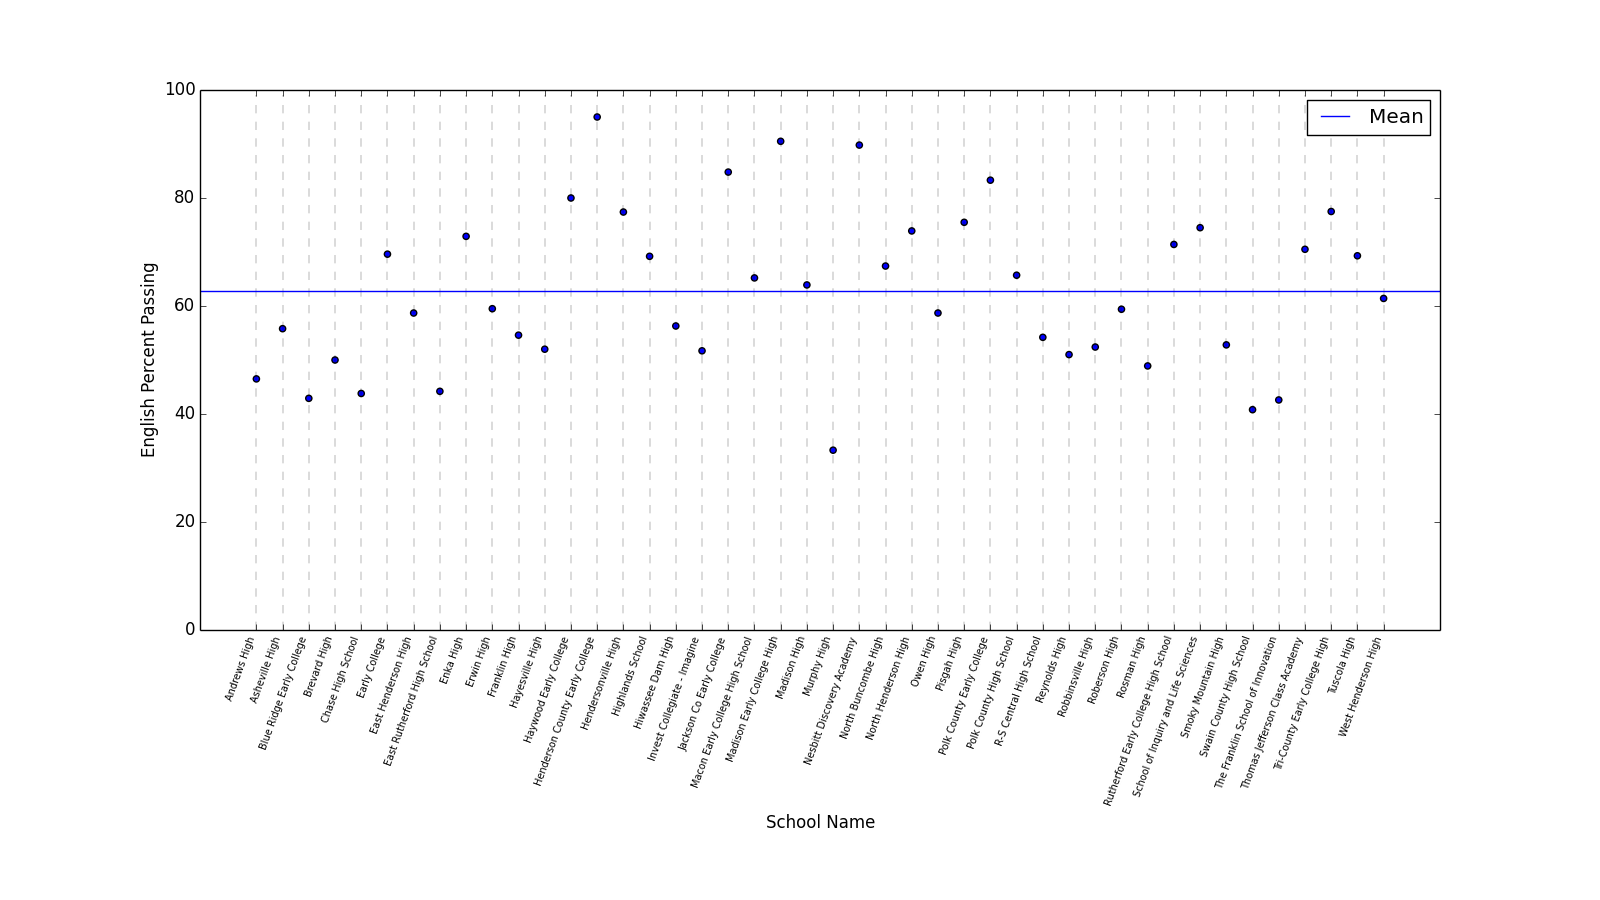 Mean
100
80
60
40
20
0
English Percent Passing
Andrews High
Asheville High
Blue Ridge Early College
Brevard High
Chase High School
Early College
East Henderson High
East Rutherford High School
Enka High
Erwin High
Franklin High
Hayesville High
Haywood Early College
Henderson County Early College
Hendersonville High
Highlands School
Hiwassee Dam High
Invest Collegiate - Imagine
Jackson Co Early College
Macon Early College High School
Madison Early College High
Madison High
Murphy High
Nesbitt Discovery Academy
North Buncombe High
North Henderson High
Owen High
Pisgah High
Polk County Early College
Polk County High School
R-S Central High School
Reynolds High
Robbinsville High
Roberson High
Rosman High
Rutherford Early College High School
School of Inquiry and Life Sciences
Smoky Mountain High
Swain County High School
The Franklin School of Innovation
Thomas Jefferson Class Academy
Tri-County Early College High
Tuscola High
West Henderson High
School Name